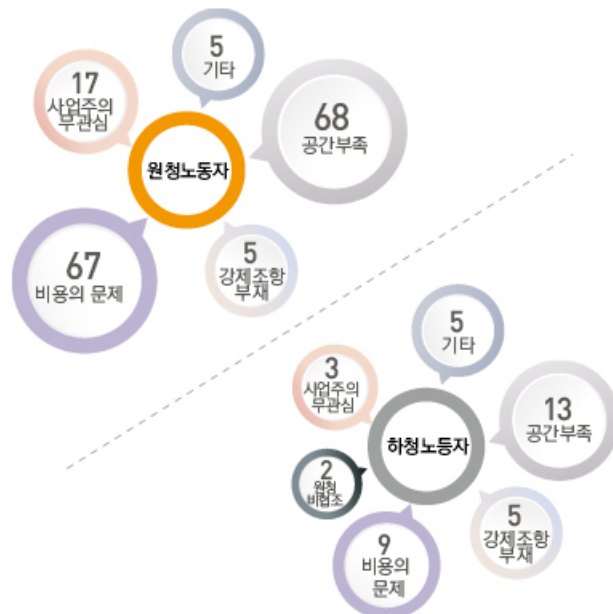 5
기타
17
사업주의
무관심
68
공간부족
원청노동자
67
비용의 문제
5
강제조항
부재
5
기타
3
사업주의
무관심
13
공간부족
하청노동자
2
원청
비협조
5
강제조항
부재
9
비용의
문제